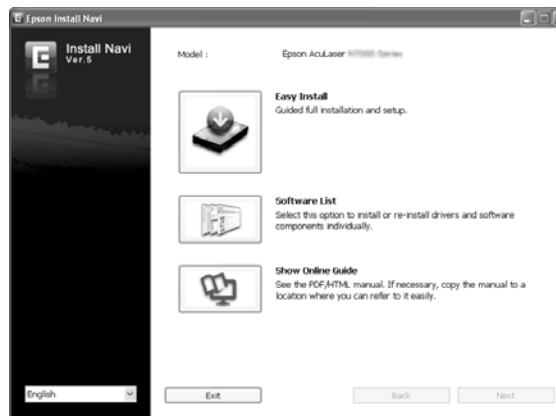 Epson Install Navi
Install Navi
Ver.5
Model :
Epson AcuLaser
Easy Install
Guided full installation and setup.
Software List
Select this option to install or re-install drivers and software
components individually.
Show Online Guide
See the PDF/HTML manual. If necessary, copy the manual to a
location where you can refer to it easily.
English
Exit
Back
Next